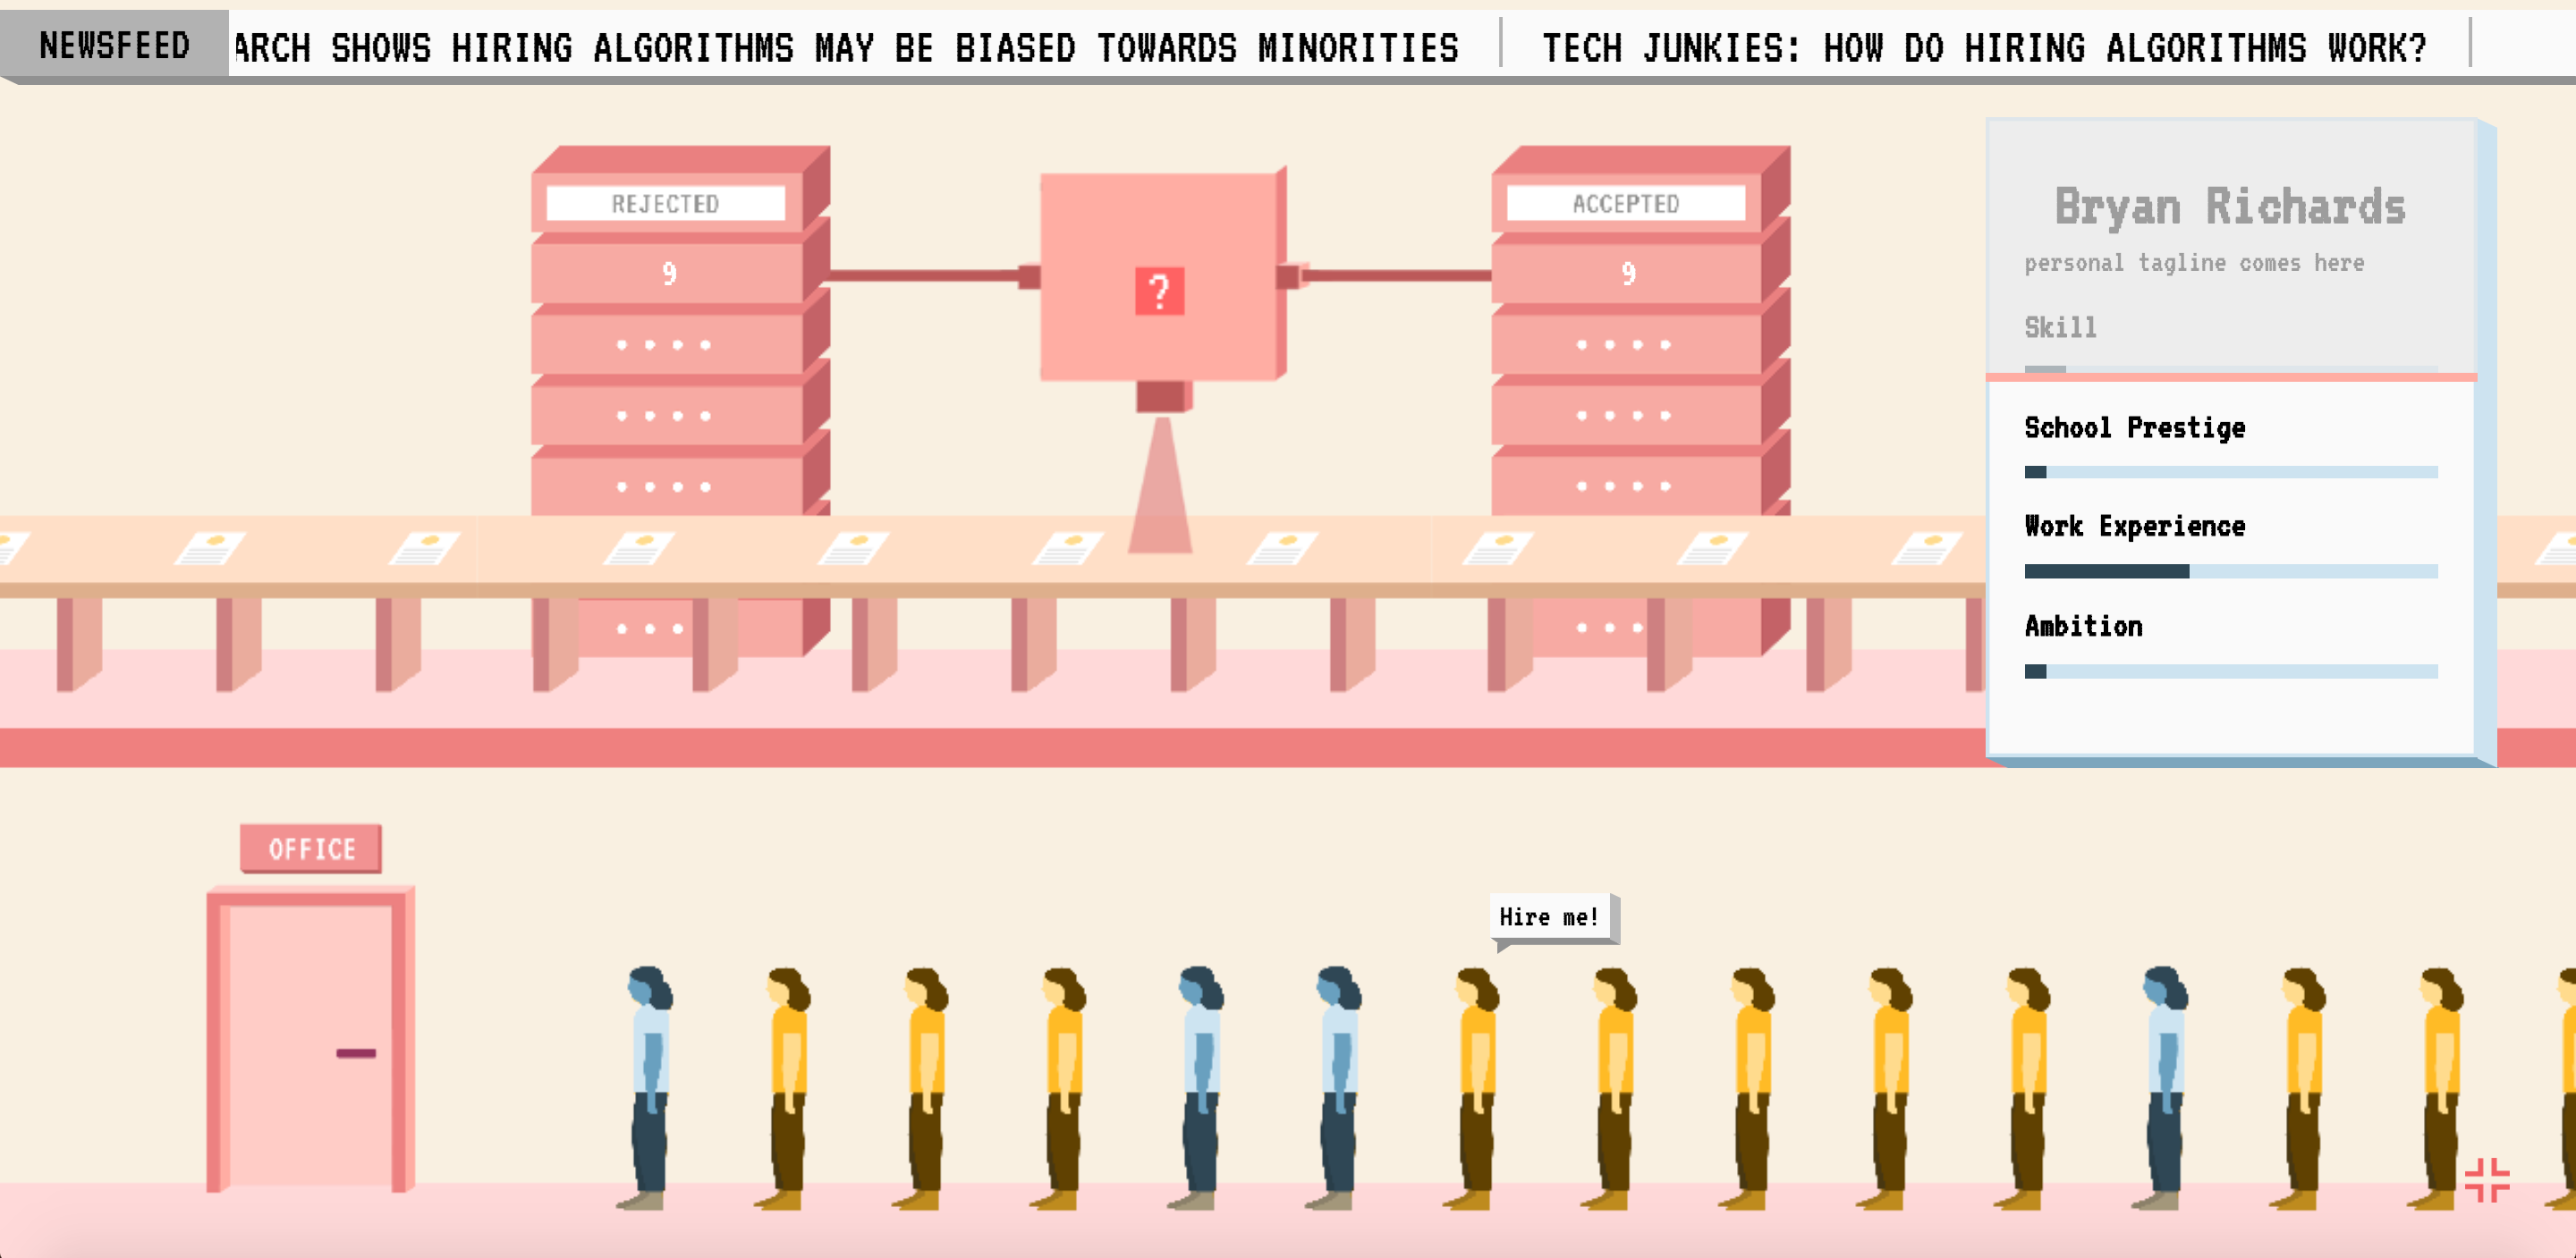 NEWSFEED
ARCH SHOWS HIRING ALGORITHMS MAY BE BIASED TOWARDS MINORITIES
TECH JUNKIES: HOW DO HIRING ALGORITHMS WORK?
REJECTED
9
?
ACCEPTED
9
Bryan Richards
personal tagline comes here
Skill
School Prestige
Work Experience
Ambition
OFFICE
Hire me!